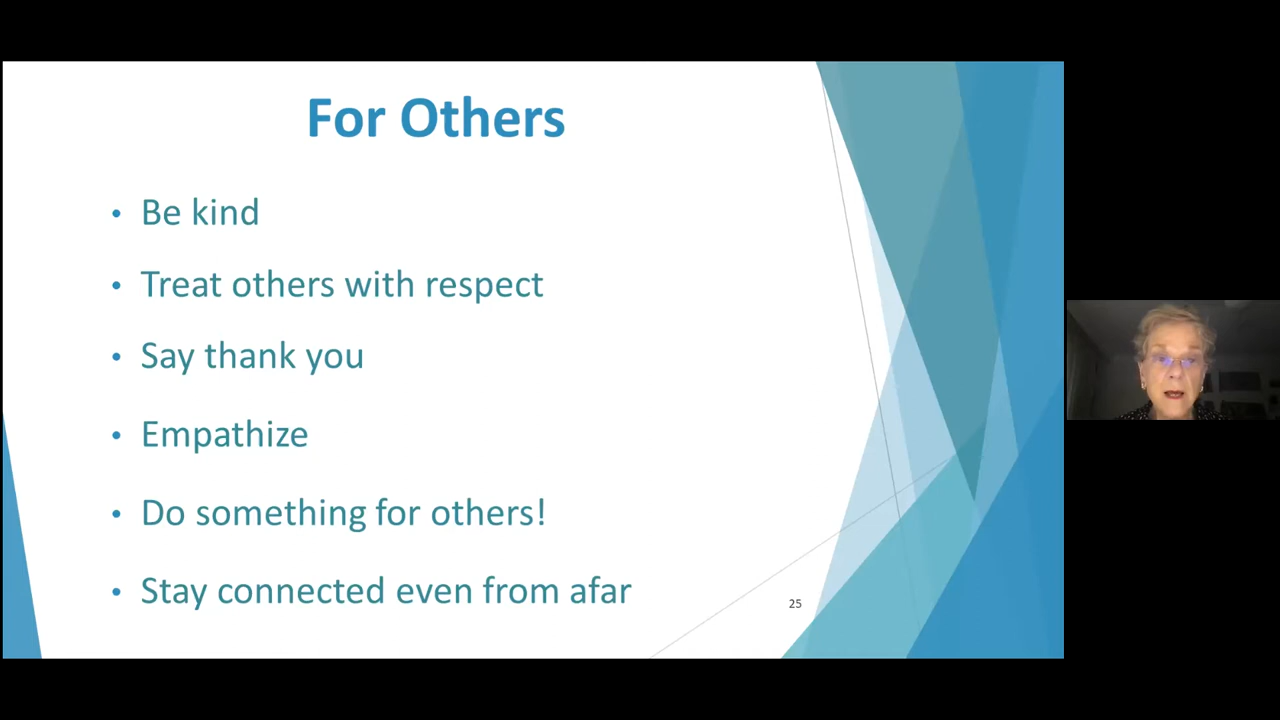 For Others
• Be kind
• Treat others with respect
• Say thank you
• Empathize
• Do something for others!
• Stay connected even from afar
25